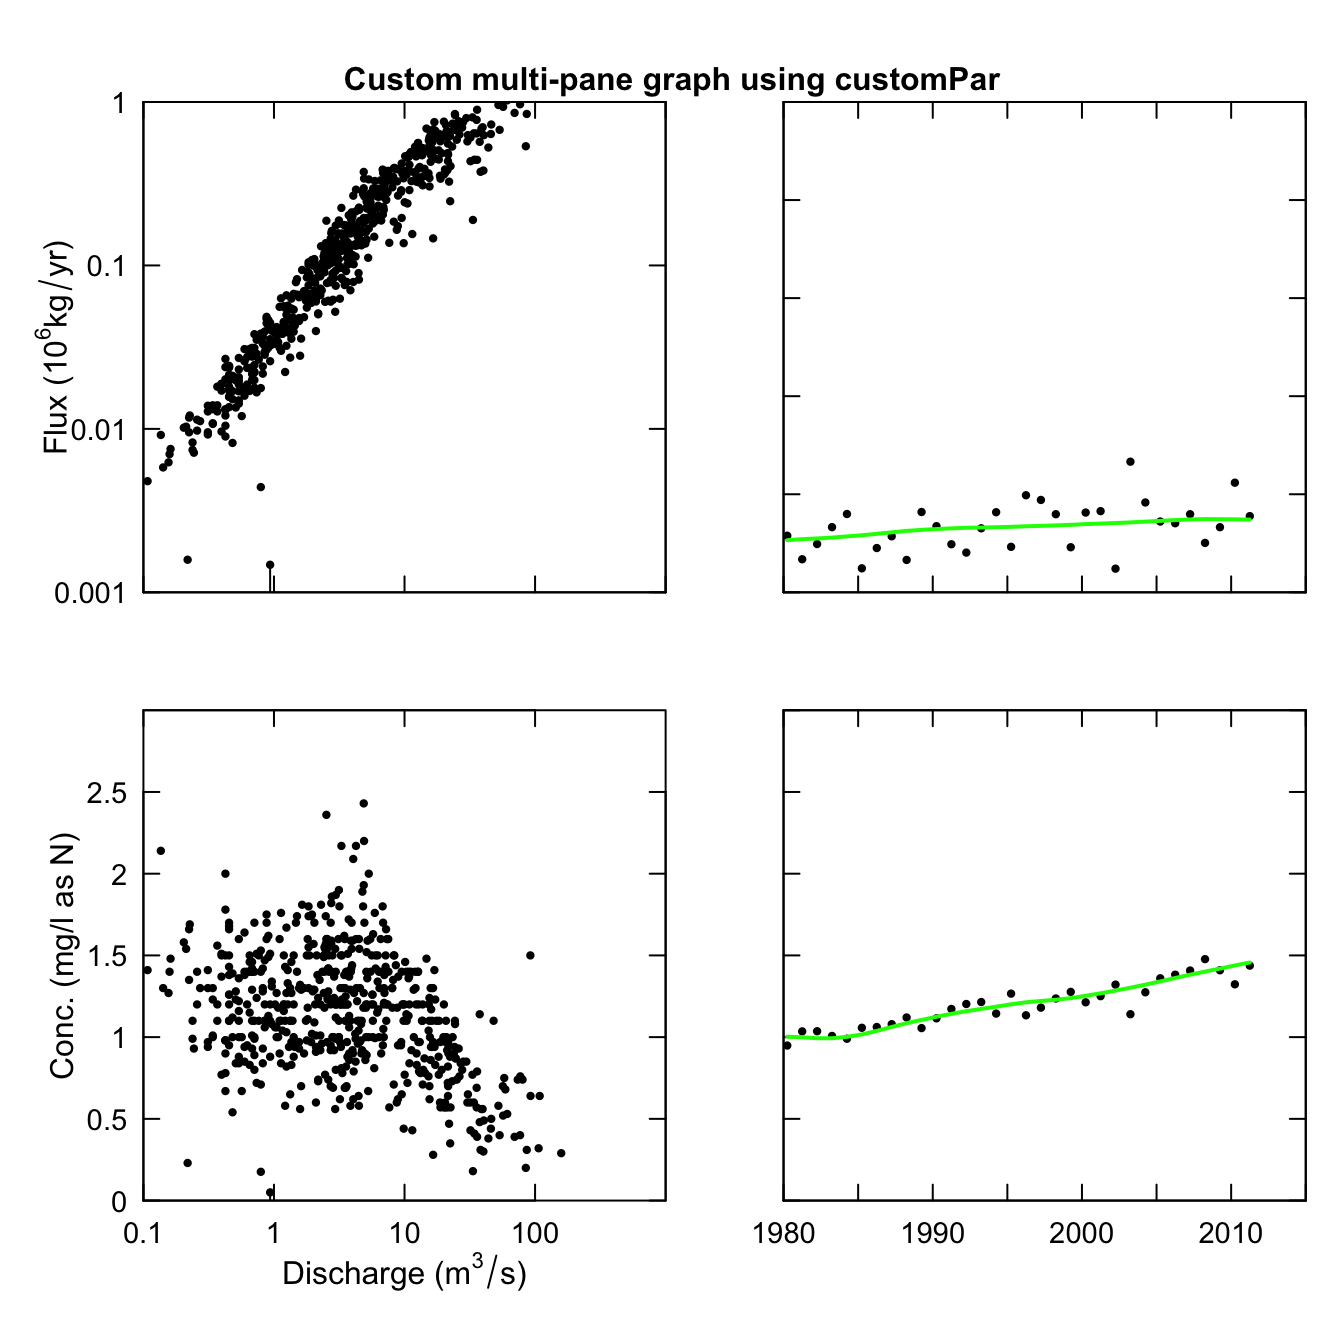 Custom multi-pane graph using customPar
1
0.1
0.01
0.001
Flux (10⁶kg/yr)
2.5
2
1.5
1
0.5
0
Conc. (mg/l as N)
0.1 1 10 100
1980 1990 2000 2010
Discharge (m³/s)